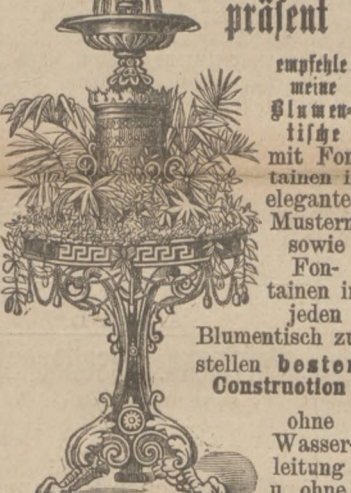 präsent
empfehle
meine
Blumen-
tische
mit Fon
tainen i
elegante
Mustern
sowie
Fon-
tainen in
jeden
Blumentisch zu
stellen besten
Construction
ohne
Wasser-
leitung
u. ohne